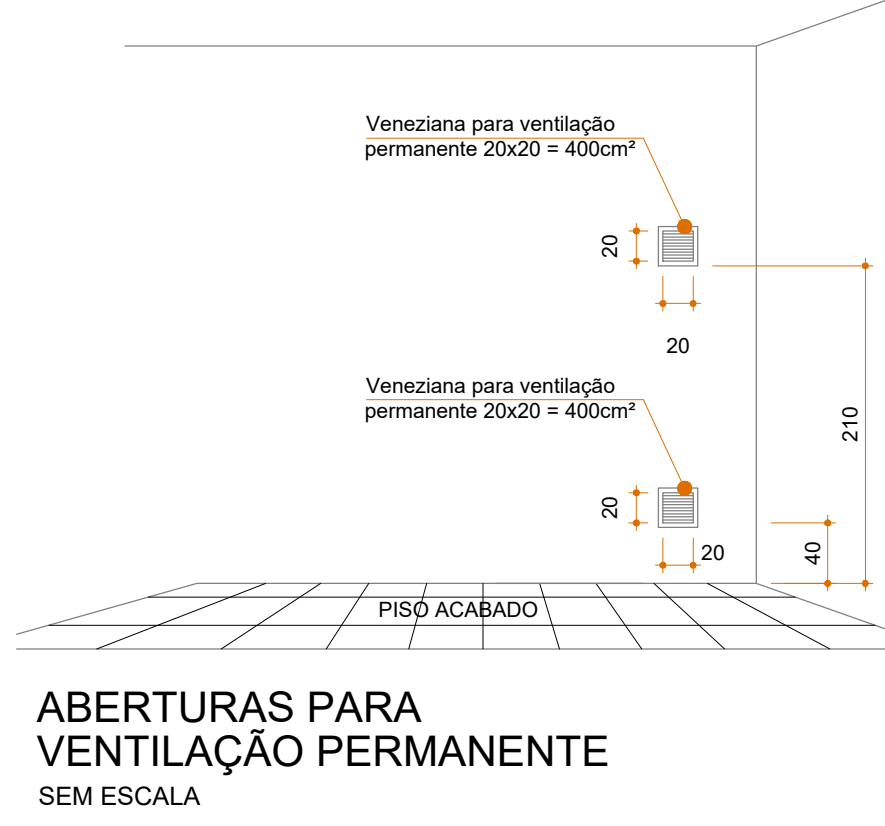 Veneziana para ventilação
permanente 20x20 = 400cm²
20
20
Veneziana para ventilação
permanente 20x20 = 400cm²
210
20
20
40
PISO ACABADO
ABERTURAS PARA
VENTILAÇÃO PERMANENTE
SEM ESCALA